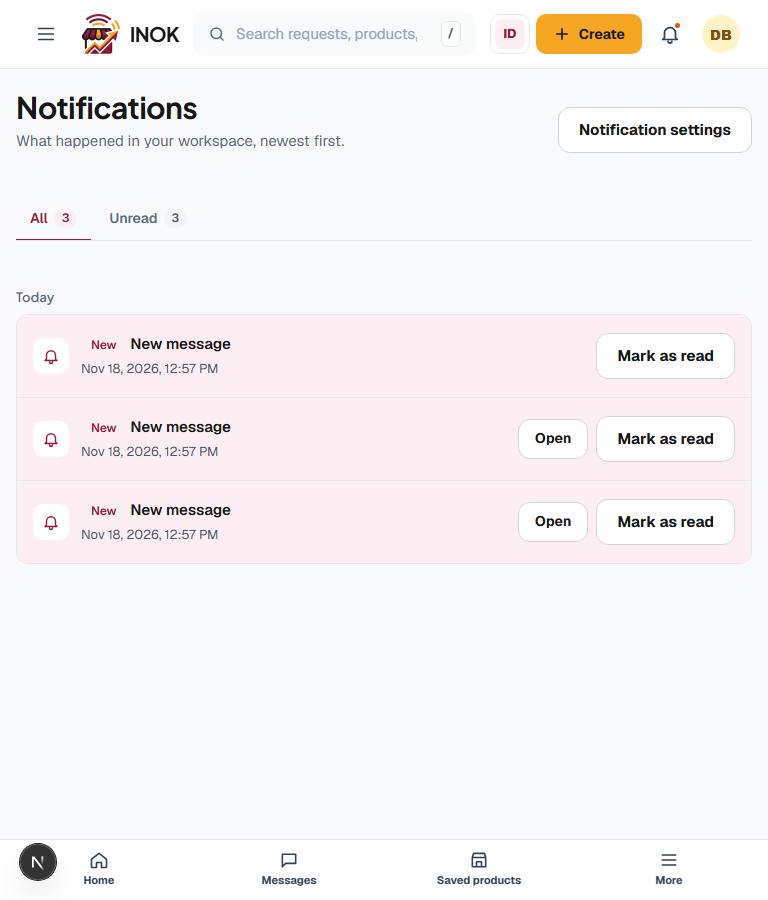 INOK
Search requests, products,
/
ID
Create
DB
Notifications
What happened in your workspace, newest first.
Notification settings
All 3
Unread 3
Today
New New message
Nov 18, 2026, 12:57 PM
Mark as read
New New message
Nov 18, 2026, 12:57 PM
Open
Mark as read
New New message
Nov 18, 2026, 12:57 PM
Open
Mark as read
N
Home
Messages
Saved products
More